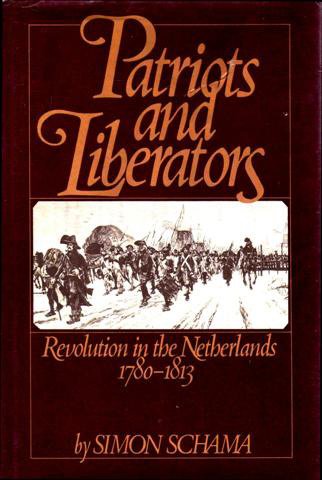 Patriots
and
Liberators
Revolution in the Netherlands
1780–1813
by SIMON SCHAMA